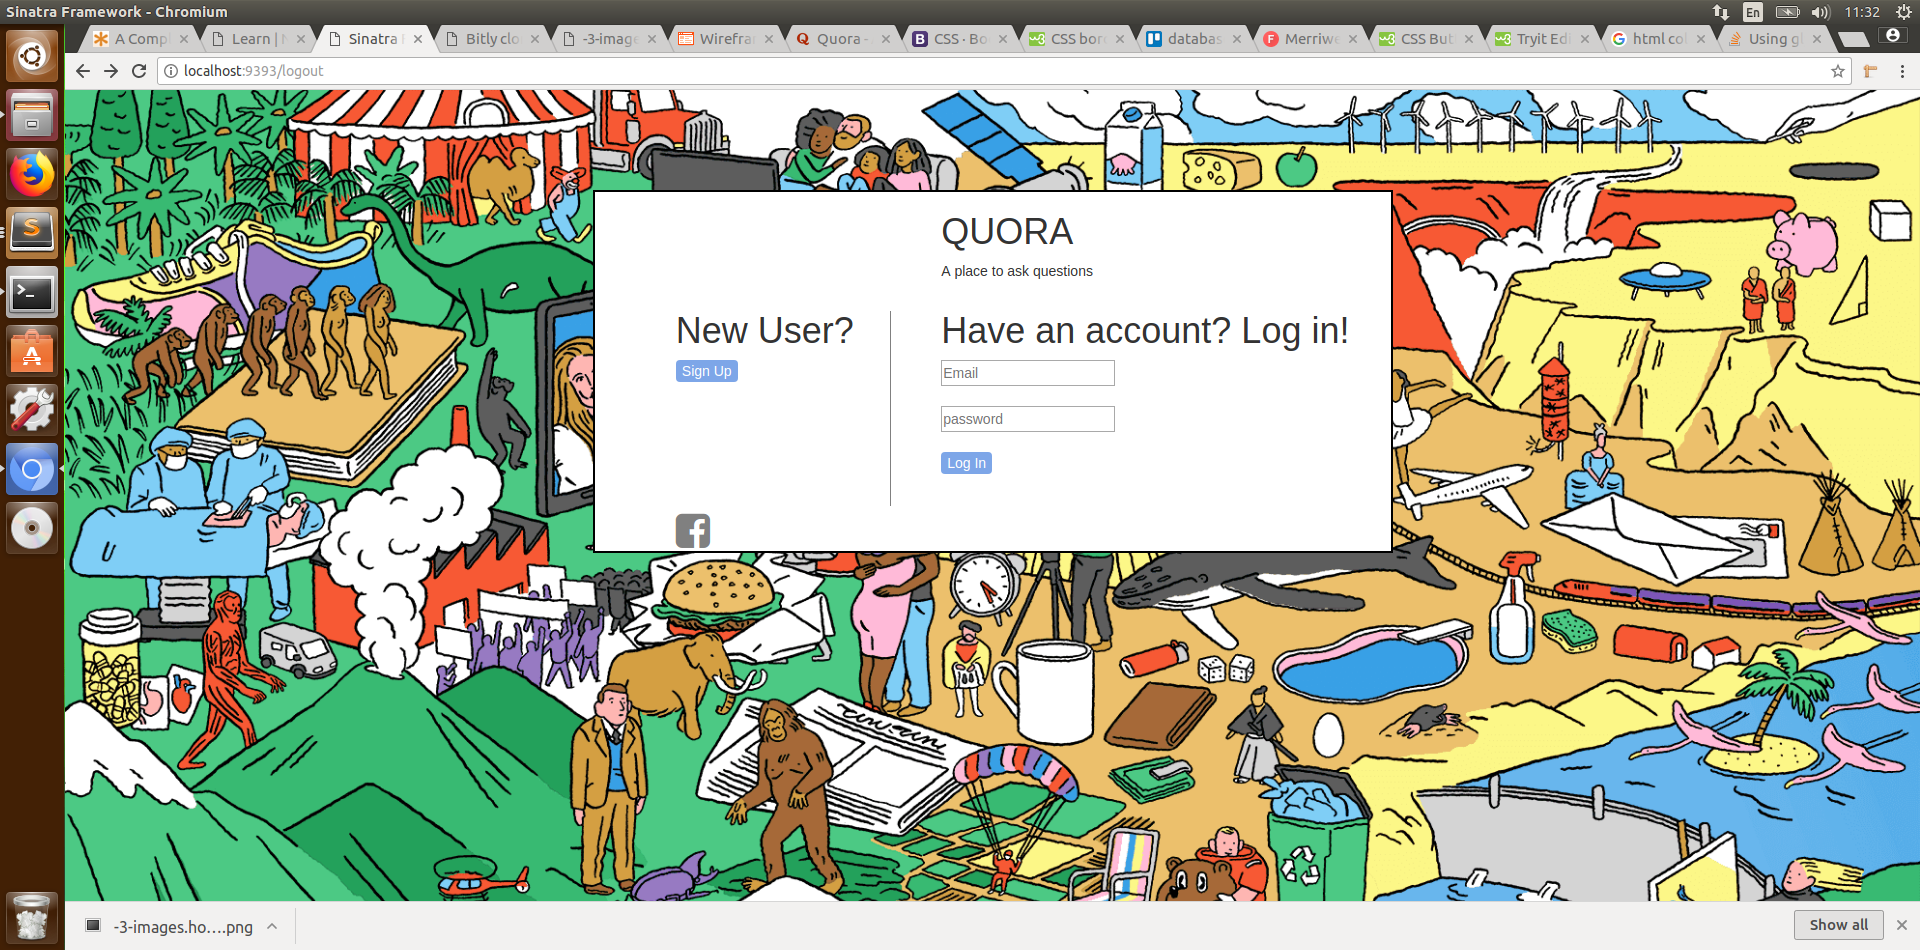 Sinatra Framework - Chromium
En
11:32
A Comp
Learn |
Sinatra
Bitly clo
-3-image
Wirefra
Quora -
CSS · Bo
CSS bor
databas
Merriwe
CSS But
Tryit Edi
html col
Using gl
localhost:9393/logout
QUORA
A place to ask questions
New User?
Sign Up
Have an account? Log in!
Email
password
Log In
-3-images.ho....png
Show all